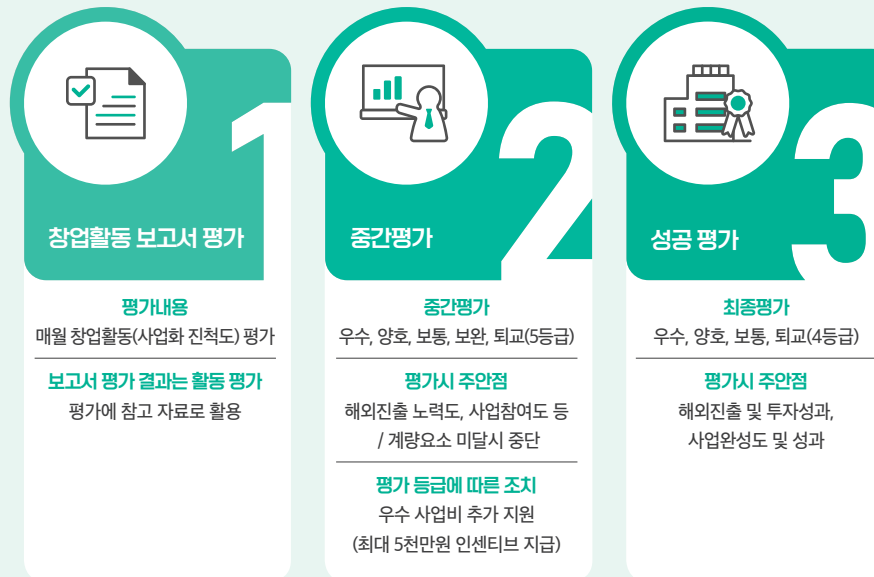 1
창업활동 보고서 평가
평가내용
매월 창업활동(사업화 진척도) 평가
보고서 평가 결과는 활동 평가
평가에 참고 자료로 활용
2
중간평가
중간평가
우수, 양호, 보통, 보완, 퇴교(5등급)
평가시 주안점
해외진출 노력도, 사업참여도 등
/ 계량요소 미달시 중단
평가 등급에 따른 조치
우수 사업비 추가 지원
(최대 5천만원 인센티브 지급)
3
성공 평가
최종평가
우수, 양호, 보통, 퇴교(4등급)
평가시 주안점
해외진출 및 투자성과,
사업완성도 및 성과